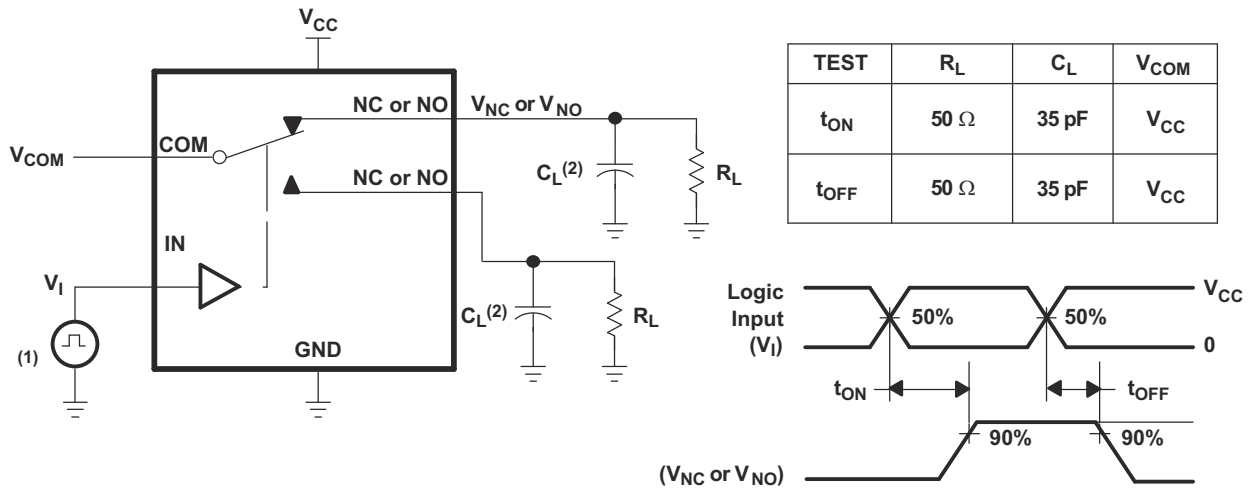 V_CC
NC or NO
V_NC or V_NO
COM
V_COM
C_L(2)
R_L
NC or NO
IN
V_I
C_L(2)
R_L
(1)
GND
TEST R_L C_L V_COM
t_ON 50 Ω 35 pF V_CC
t_OFF 50 Ω 35 pF V_CC
Logic
Input
(V_I)
50%
50%
V_CC
0
t_ON
t_OFF
90%
90%
(V_NC or V_NO)